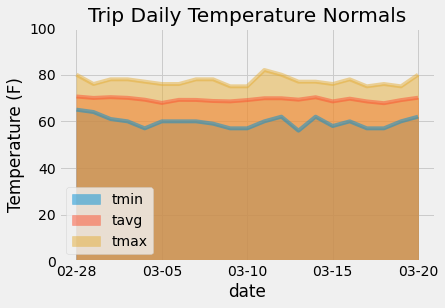 Trip Daily Temperature Normals
Temperature (F)
100
80
60
40
20
0
tmin
tavg
tmax
02-28 03-05 03-10 03-15 03-20
date